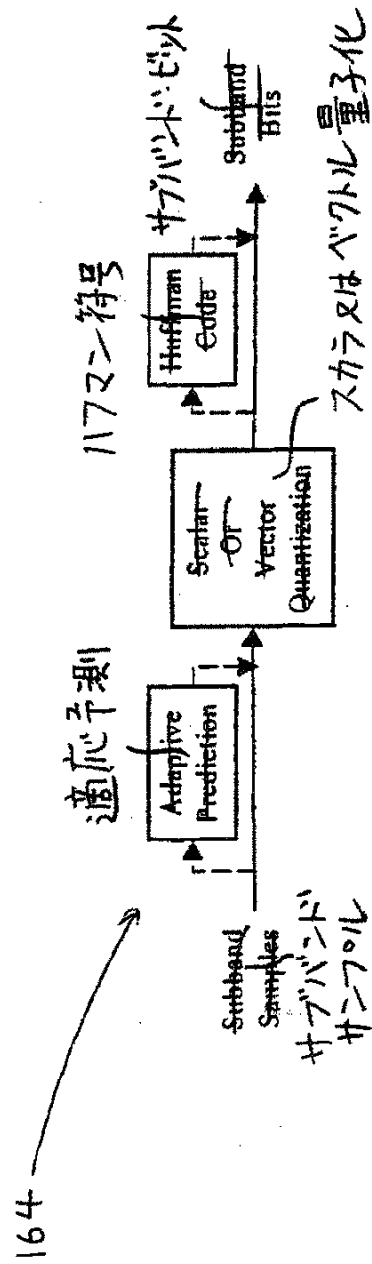 164
Subband
Samples
サブバンド
サンプル
適応予測
Adaptive
Prediction
Scalar
Or
Vector
Quantization
スカラ又はベクトル量子化
ハフマン符号
Huffman
Code
サブバンド・ビット
Subband
Bits